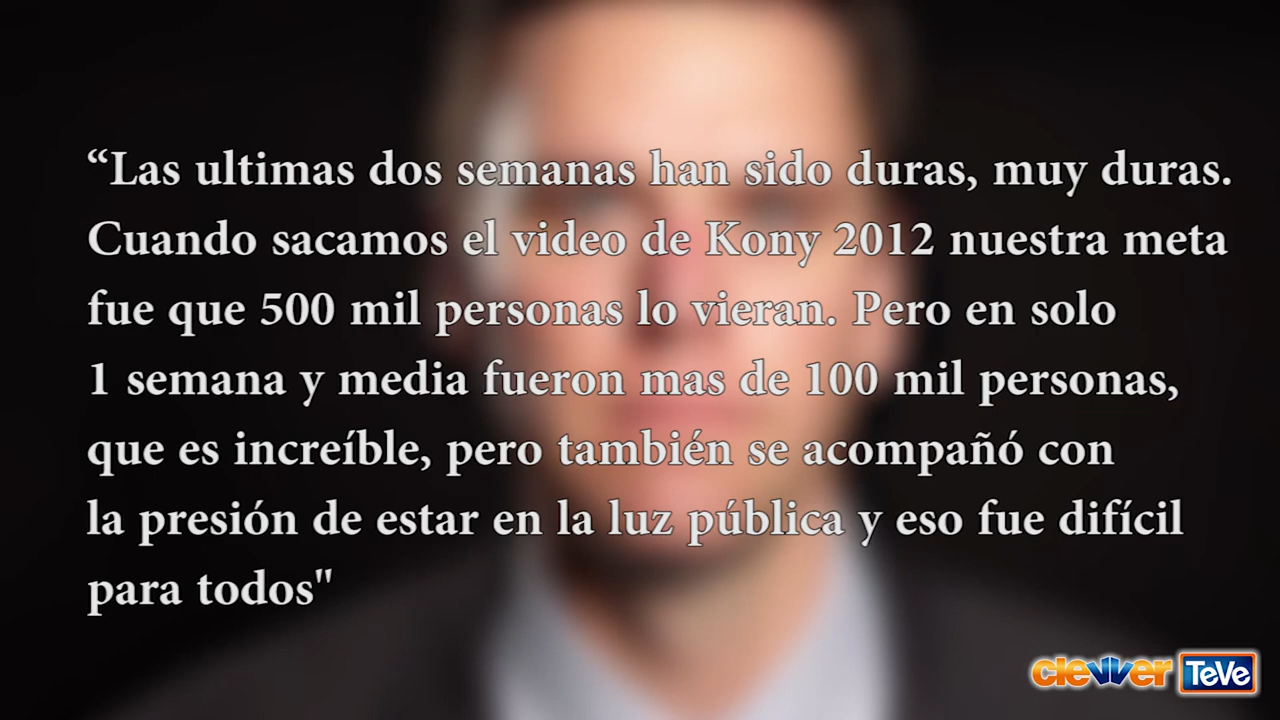 “Las ultimas dos semanas han sido duras, muy duras.
Cuando sacamos el video de Kony 2012 nuestra meta
fue que 500 mil personas lo vieran. Pero en solo
1 semana y media fueron mas de 100 mil personas,
que es increíble, pero también se acompañó con
la presión de estar en la luz pública y eso fue difícil
para todos"
clevver TeVe